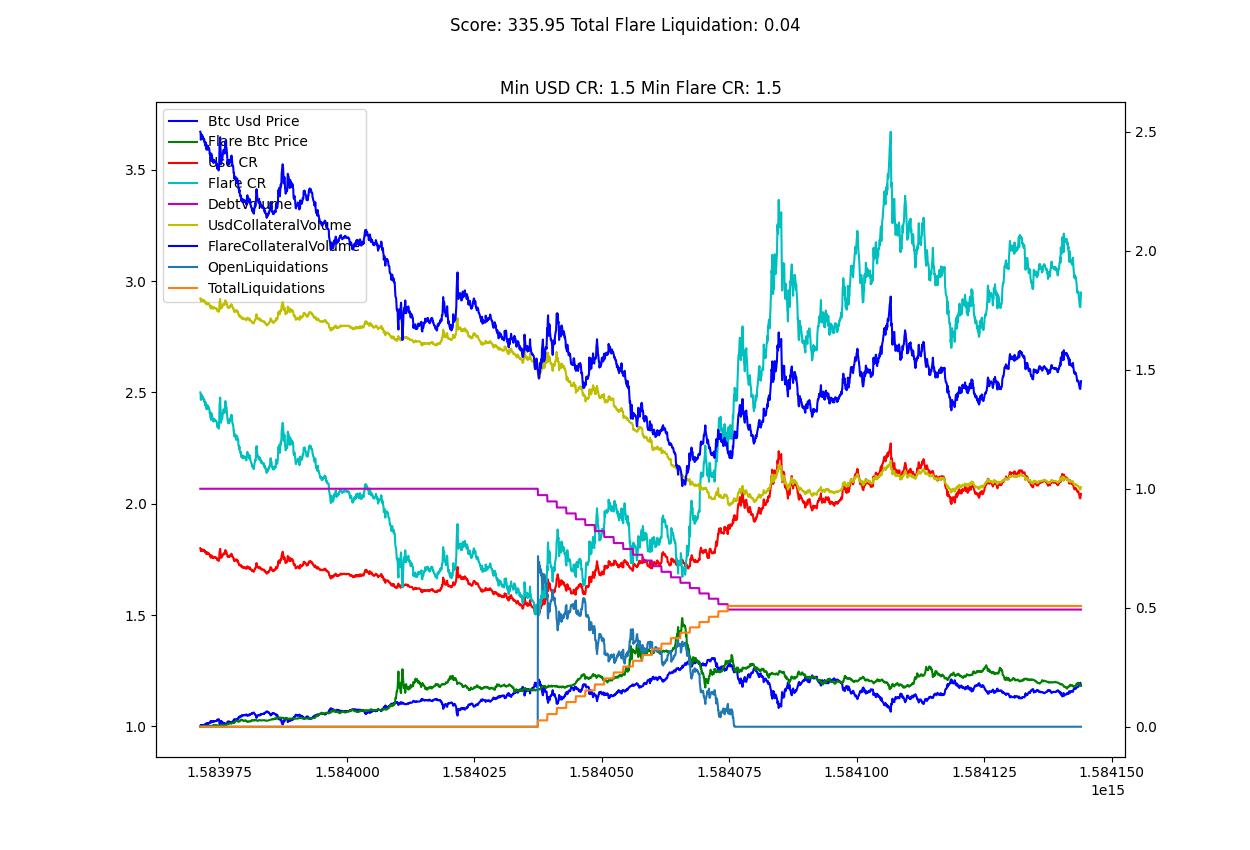 Score: 335.95 Total Flare Liquidation: 0.04
Min USD CR: 1.5 Min Flare CR: 1.5
Btc Usd Price
Flare Btc Price
Usd CR
Flare CR
DebtVolume
UsdCollateralVolume
FlareCollateralVolume
OpenLiquidations
TotalLiquidations
3.5
3.0
2.5
2.0
1.5
1.0
2.5
2.0
1.5
1.0
0.5
0.0
1.583975 1.584000 1.584025 1.584050 1.584075 1.584100 1.584125 1.584150
1e15